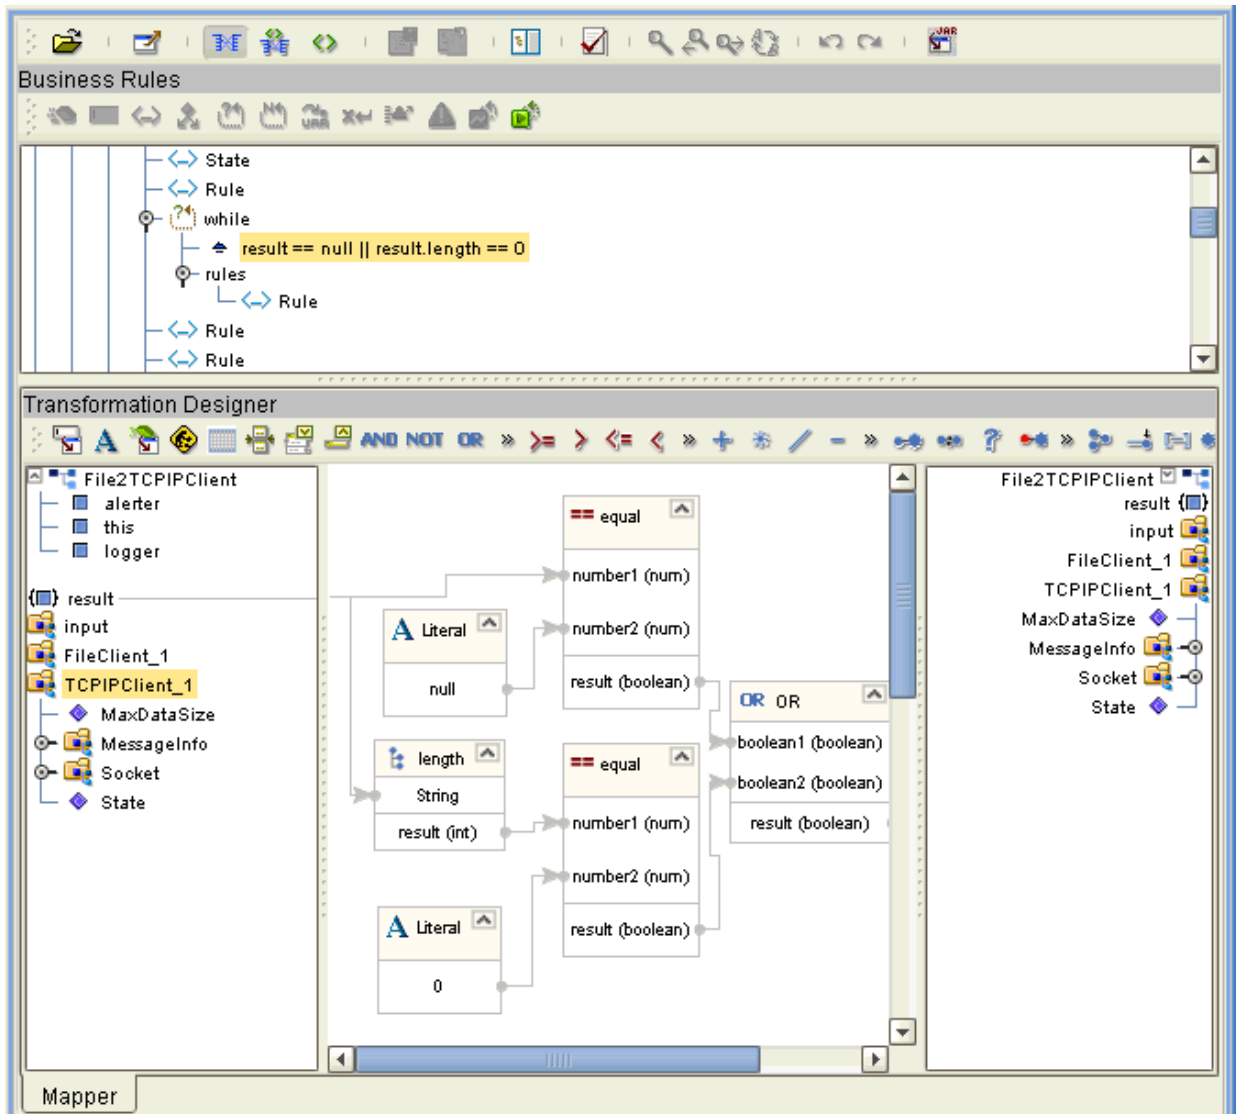 JAR
Business Rules
JAR
State
Rule
while
result == null || result.length == 0
rules
Rule
Rule
Rule
Transformation Designer
A AND NOT OR » >= > <= < » + / - » ? »
File2TCPIPClient
alerter
this
logger
result
input
FileClient_1
TCPIPClient_1
MaxDataSize
MessageInfo
Socket
State
== equal
number1 (num)
number2 (num)
result (boolean)
A Literal
null
length
String
result (int)
== equal
number1 (num)
number2 (num)
result (boolean)
A Literal
0
OR OR
boolean1 (boolean)
boolean2 (boolean)
result (boolean)
File2TCPIPClient
result
input
FileClient_1
TCPIPClient_1
MaxDataSize
MessageInfo
Socket
State
Mapper